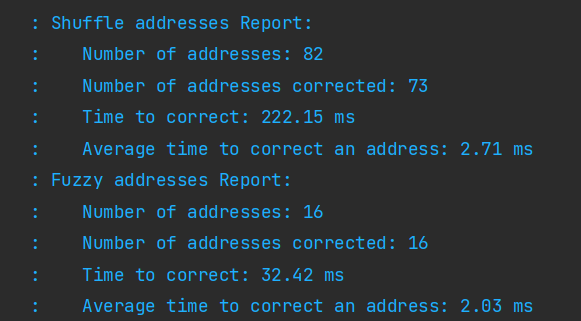 : Shuffle addresses Report:
:    Number of addresses: 82
:    Number of addresses corrected: 73
:    Time to correct: 222.15 ms
:    Average time to correct an address: 2.71 ms
: Fuzzy addresses Report:
:    Number of addresses: 16
:    Number of addresses corrected: 16
:    Time to correct: 32.42 ms
:    Average time to correct an address: 2.03 ms